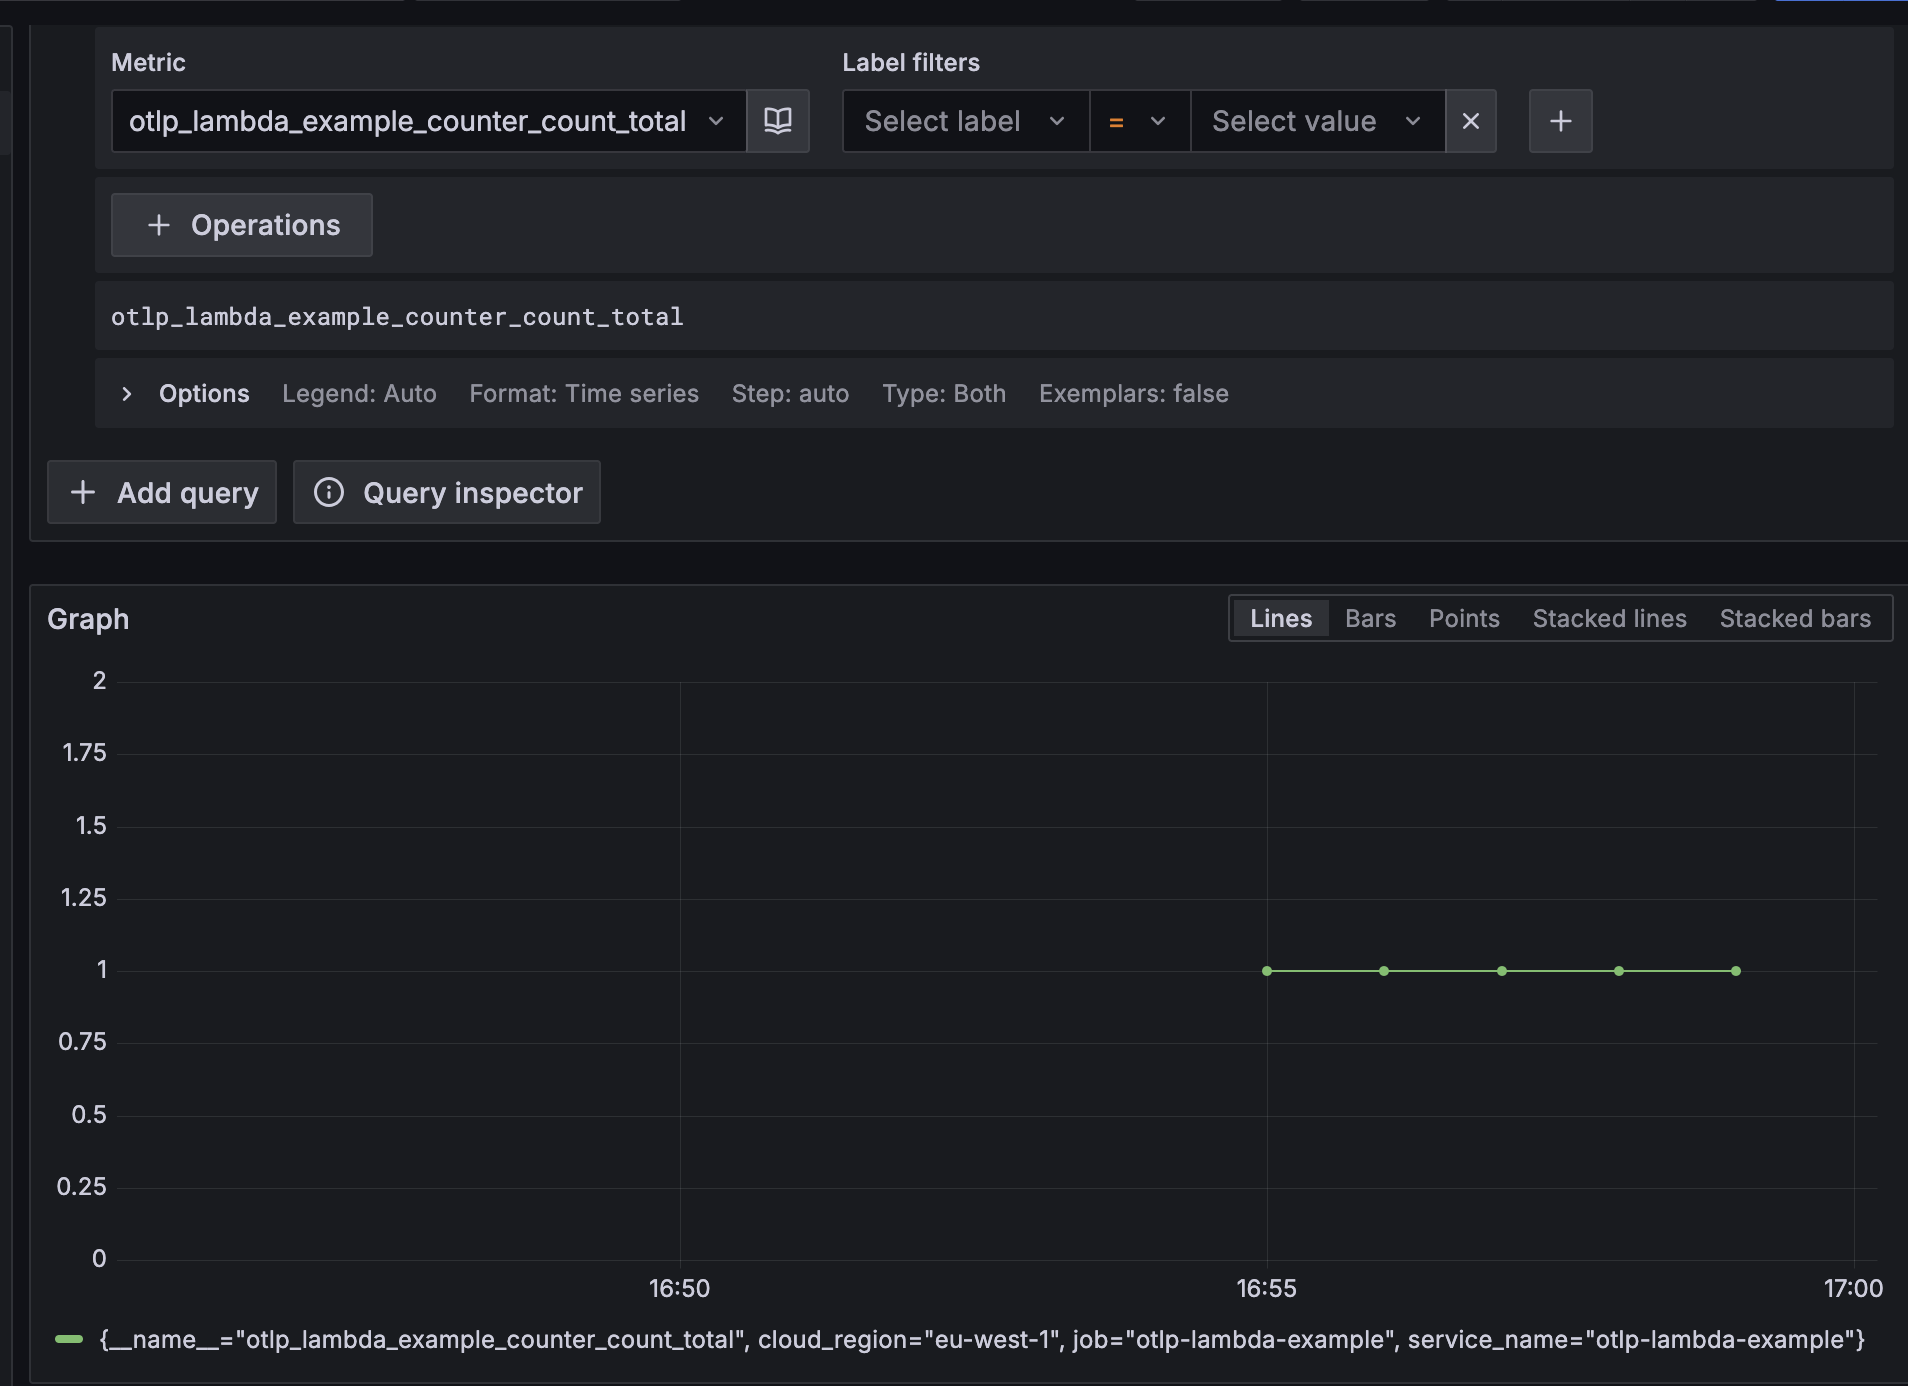 Metric
Label filters
otlp_lambda_example_counter_count_total
Select label
=
Select value
Operations
otlp_lambda_example_counter_count_total
Options Legend: Auto Format: Time series Step: auto Type: Both Exemplars: false
Add query
Query inspector
Graph
Lines Bars Points Stacked lines Stacked bars
2
1.75
1.5
1.25
1
0.75
0.5
0.25
0
16:50 16:55 17:00
{__name__="otlp_lambda_example_counter_count_total", cloud_region="eu-west-1", job="otlp-lambda-example", service_name="otlp-lambda-example"}